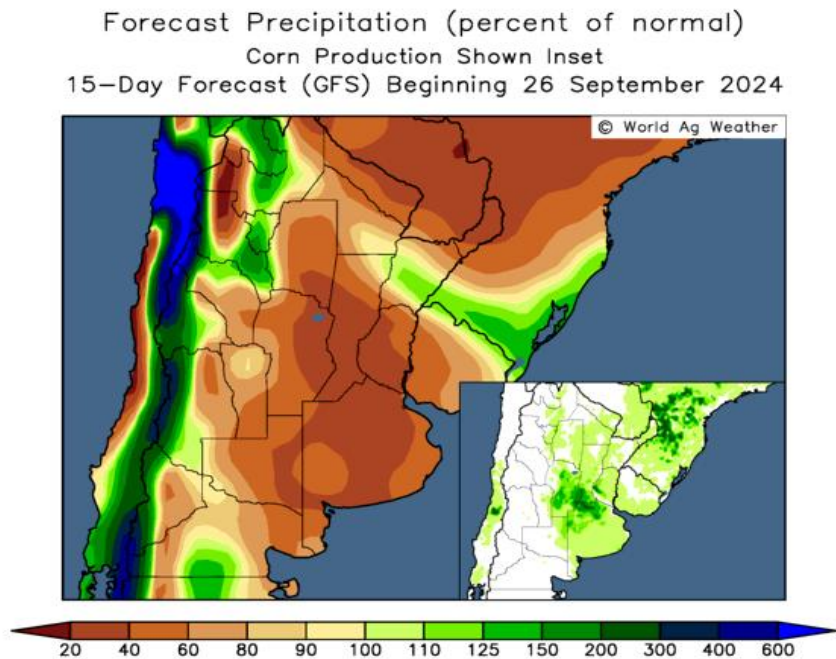 Forecast Precipitation (percent of normal)
Corn Production Shown Inset
15-Day Forecast (GFS) Beginning 26 September 2024
© World Ag Weather
20 40 60 80 90 100 110 125 150 200 300 400 600